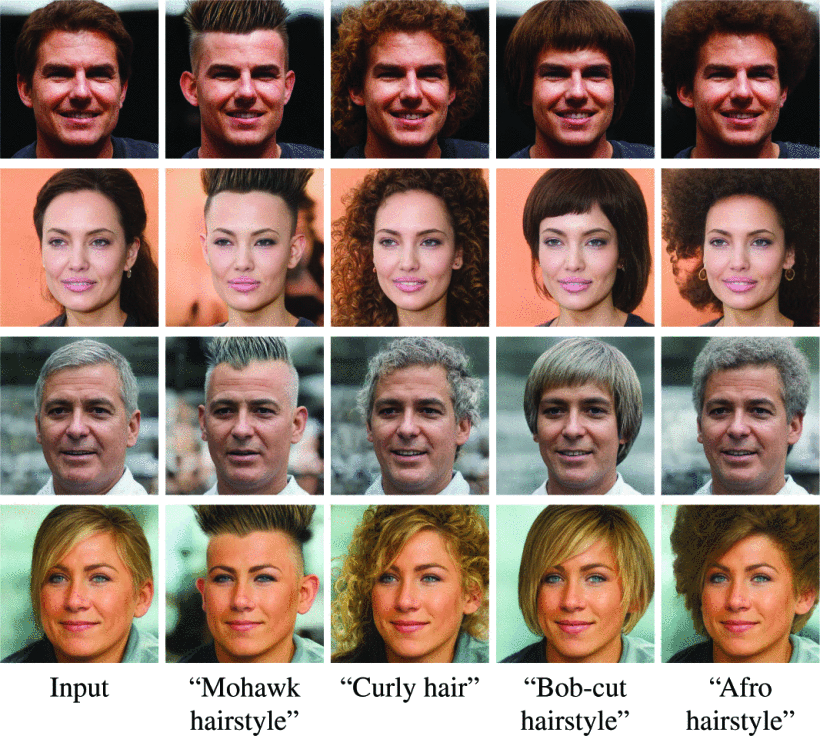 Input
“Mohawk
hairstyle”
“Curly hair”
“Bob-cut
hairstyle”
“Afro
hairstyle”